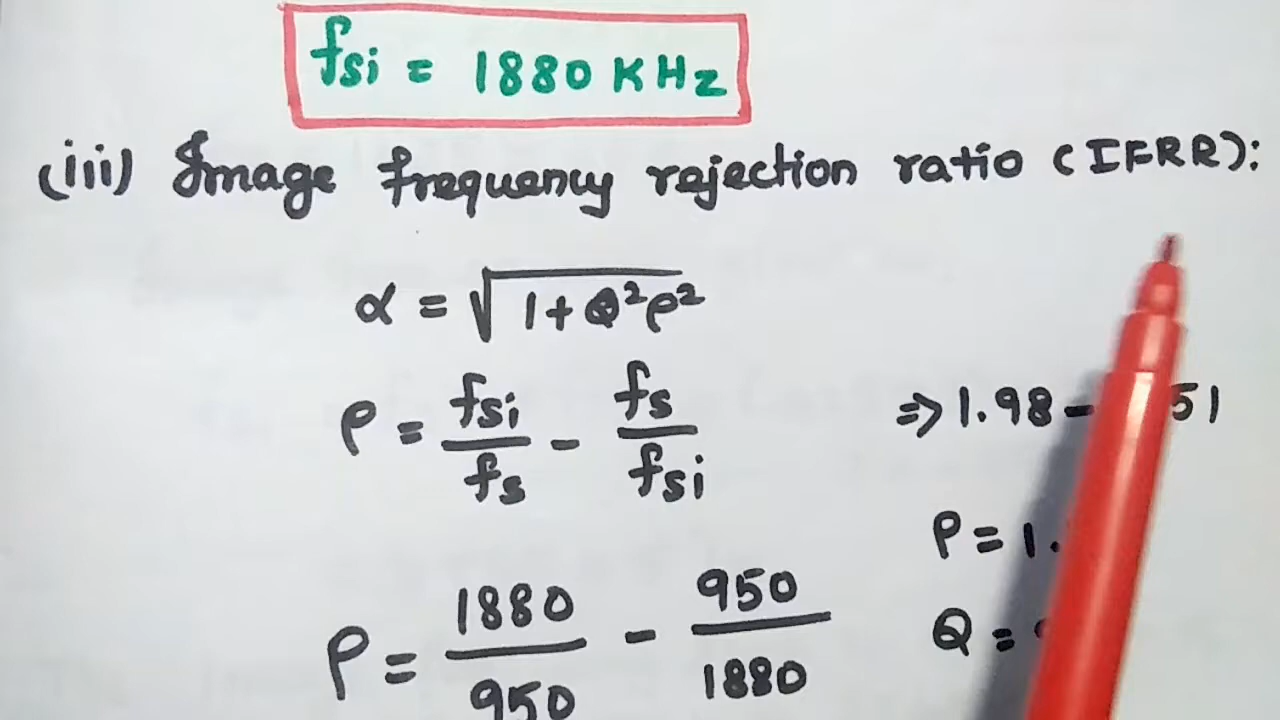 fsi = 1880 KHz
(iii) Image frequency rejection ratio (IFRR):
α = √1+Q²ρ²
ρ = fsi/fs - fs/fsi
⇒ 1.98 - 51
ρ = 1.
ρ = 1880/950 - 950/1880
Q =